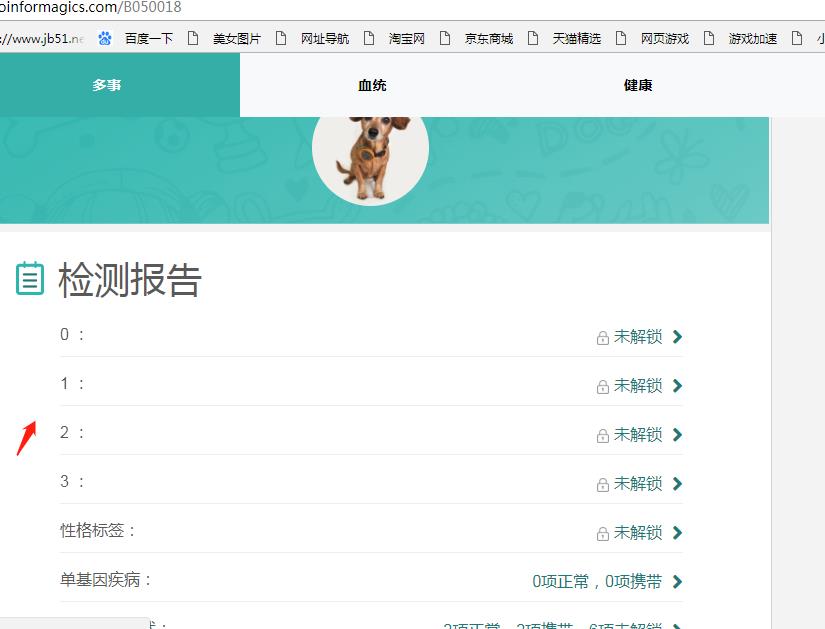 oinformagics.com/B050018
://www.jb51.ne 百度一下 美女图片 网址导航 淘宝网 京东商城 天猫精选 网页游戏 游戏加速 小
多事 血统 健康
检测报告
0 : 未解锁
1 : 未解锁
2 : 未解锁
3 : 未解锁
性格标签： 未解锁
单基因疾病： 0项正常，0项携带